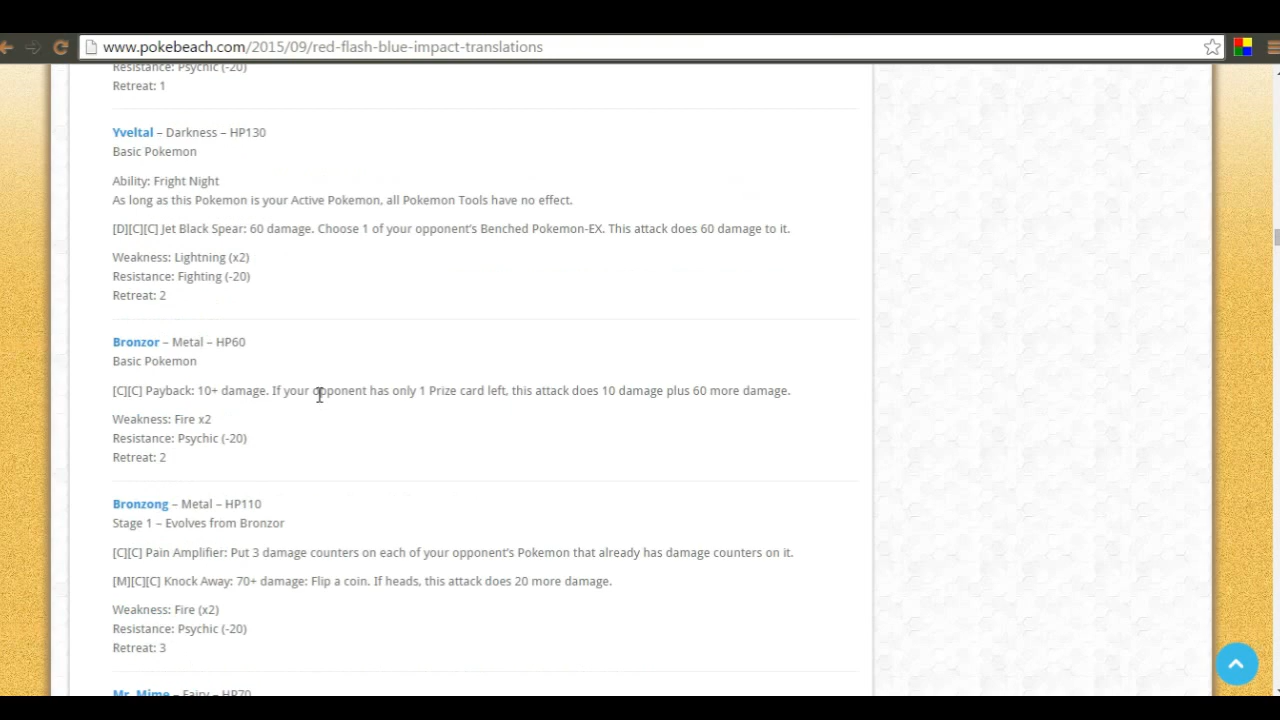 www.pokebeach.com/2015/09/red-flash-blue-impact-translations
Resistance: Psychic (-20)
Retreat: 1
Yveltal – Darkness – HP130
Basic Pokemon
Ability: Fright Night
As long as this Pokemon is your Active Pokemon, all Pokemon Tools have no effect.
[D][C][C] Jet Black Spear: 60 damage. Choose 1 of your opponent's Benched Pokemon-EX. This attack does 60 damage to it.
Weakness: Lightning (x2)
Resistance: Fighting (-20)
Retreat: 2
Bronzor – Metal – HP60
Basic Pokemon
[C][C] Payback: 10+ damage. If your opponent has only 1 Prize card left, this attack does 10 damage plus 60 more damage.
Weakness: Fire x2
Resistance: Psychic (-20)
Retreat: 2
Bronzong – Metal – HP110
Stage 1 – Evolves from Bronzor
[C][C] Pain Amplifier: Put 3 damage counters on each of your opponent's Pokemon that already has damage counters on it.
[M][C][C] Knock Away: 70+ damage: Flip a coin. If heads, this attack does 20 more damage.
Weakness: Fire (x2)
Resistance: Psychic (-20)
Retreat: 3
Mr. Mime – Fairy – HP70